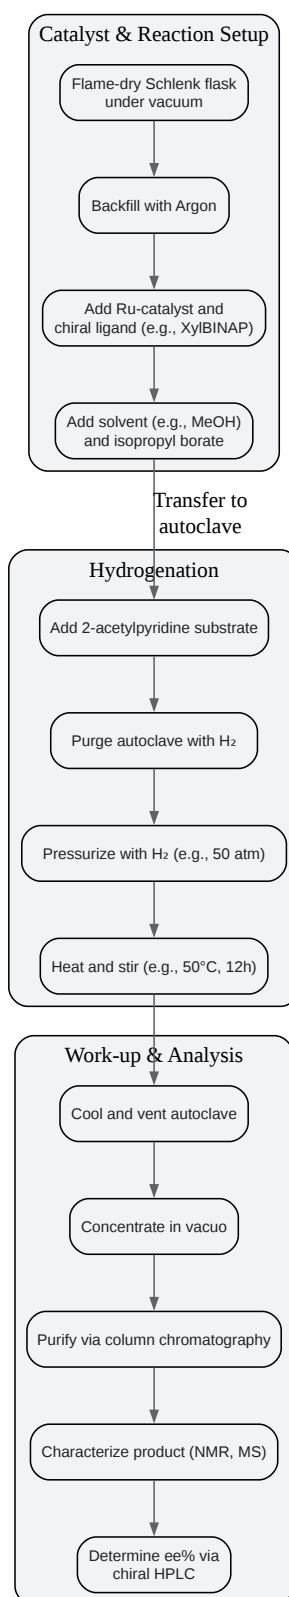 Catalyst & Reaction Setup
Flame-dry Schlenk flask
under vacuum
Backfill with Argon
Add Ru-catalyst and
chiral ligand (e.g., XylBINAP)
Add solvent (e.g., MeOH)
and isopropyl borate
Transfer to
autoclave
Hydrogenation
Add 2-acetylpyridine substrate
Purge autoclave with H₂
Pressurize with H₂ (e.g., 50 atm)
Heat and stir (e.g., 50°C, 12h)
Work-up & Analysis
Cool and vent autoclave
Concentrate in vacuo
Purify via column chromatography
Characterize product (NMR, MS)
Determine ee% via
chiral HPLC